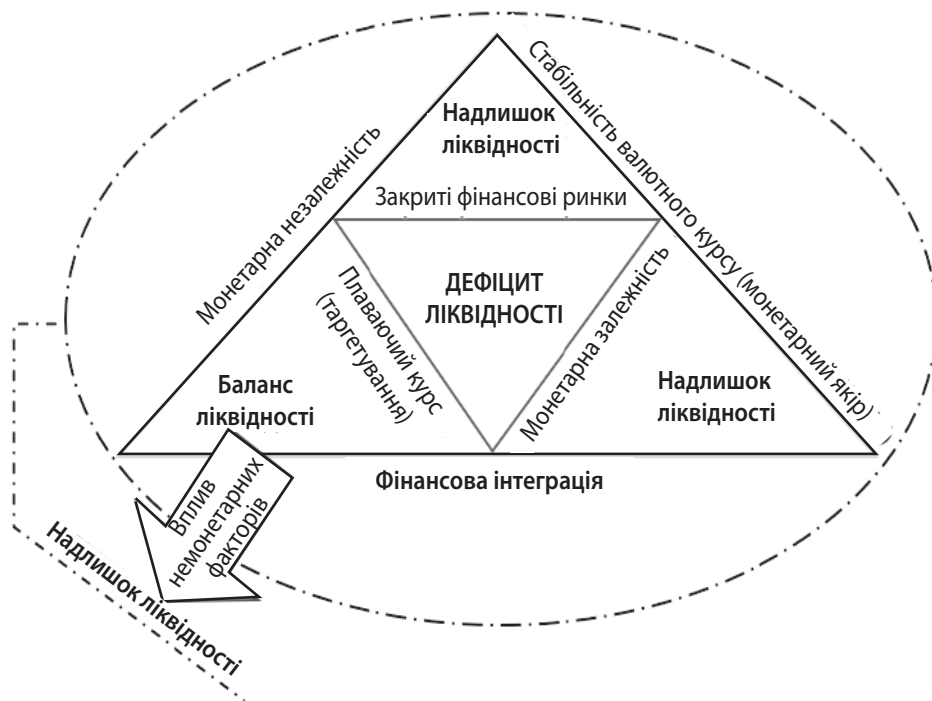 Стабільність валютного курсу (монетарний якір)
Монетарна незалежність
Надлишок
ліквідності
Закриті фінансові ринки
ДЕФІЦИТ
ЛІКВІДНОСТІ
Плаваючий курс
(таргетування)
Монетарна залежність
Баланс
ліквідності
Надлишок
ліквідності
Фінансова інтеграція
Вплив
немонетарних
факторів
Надлишок ліквідності